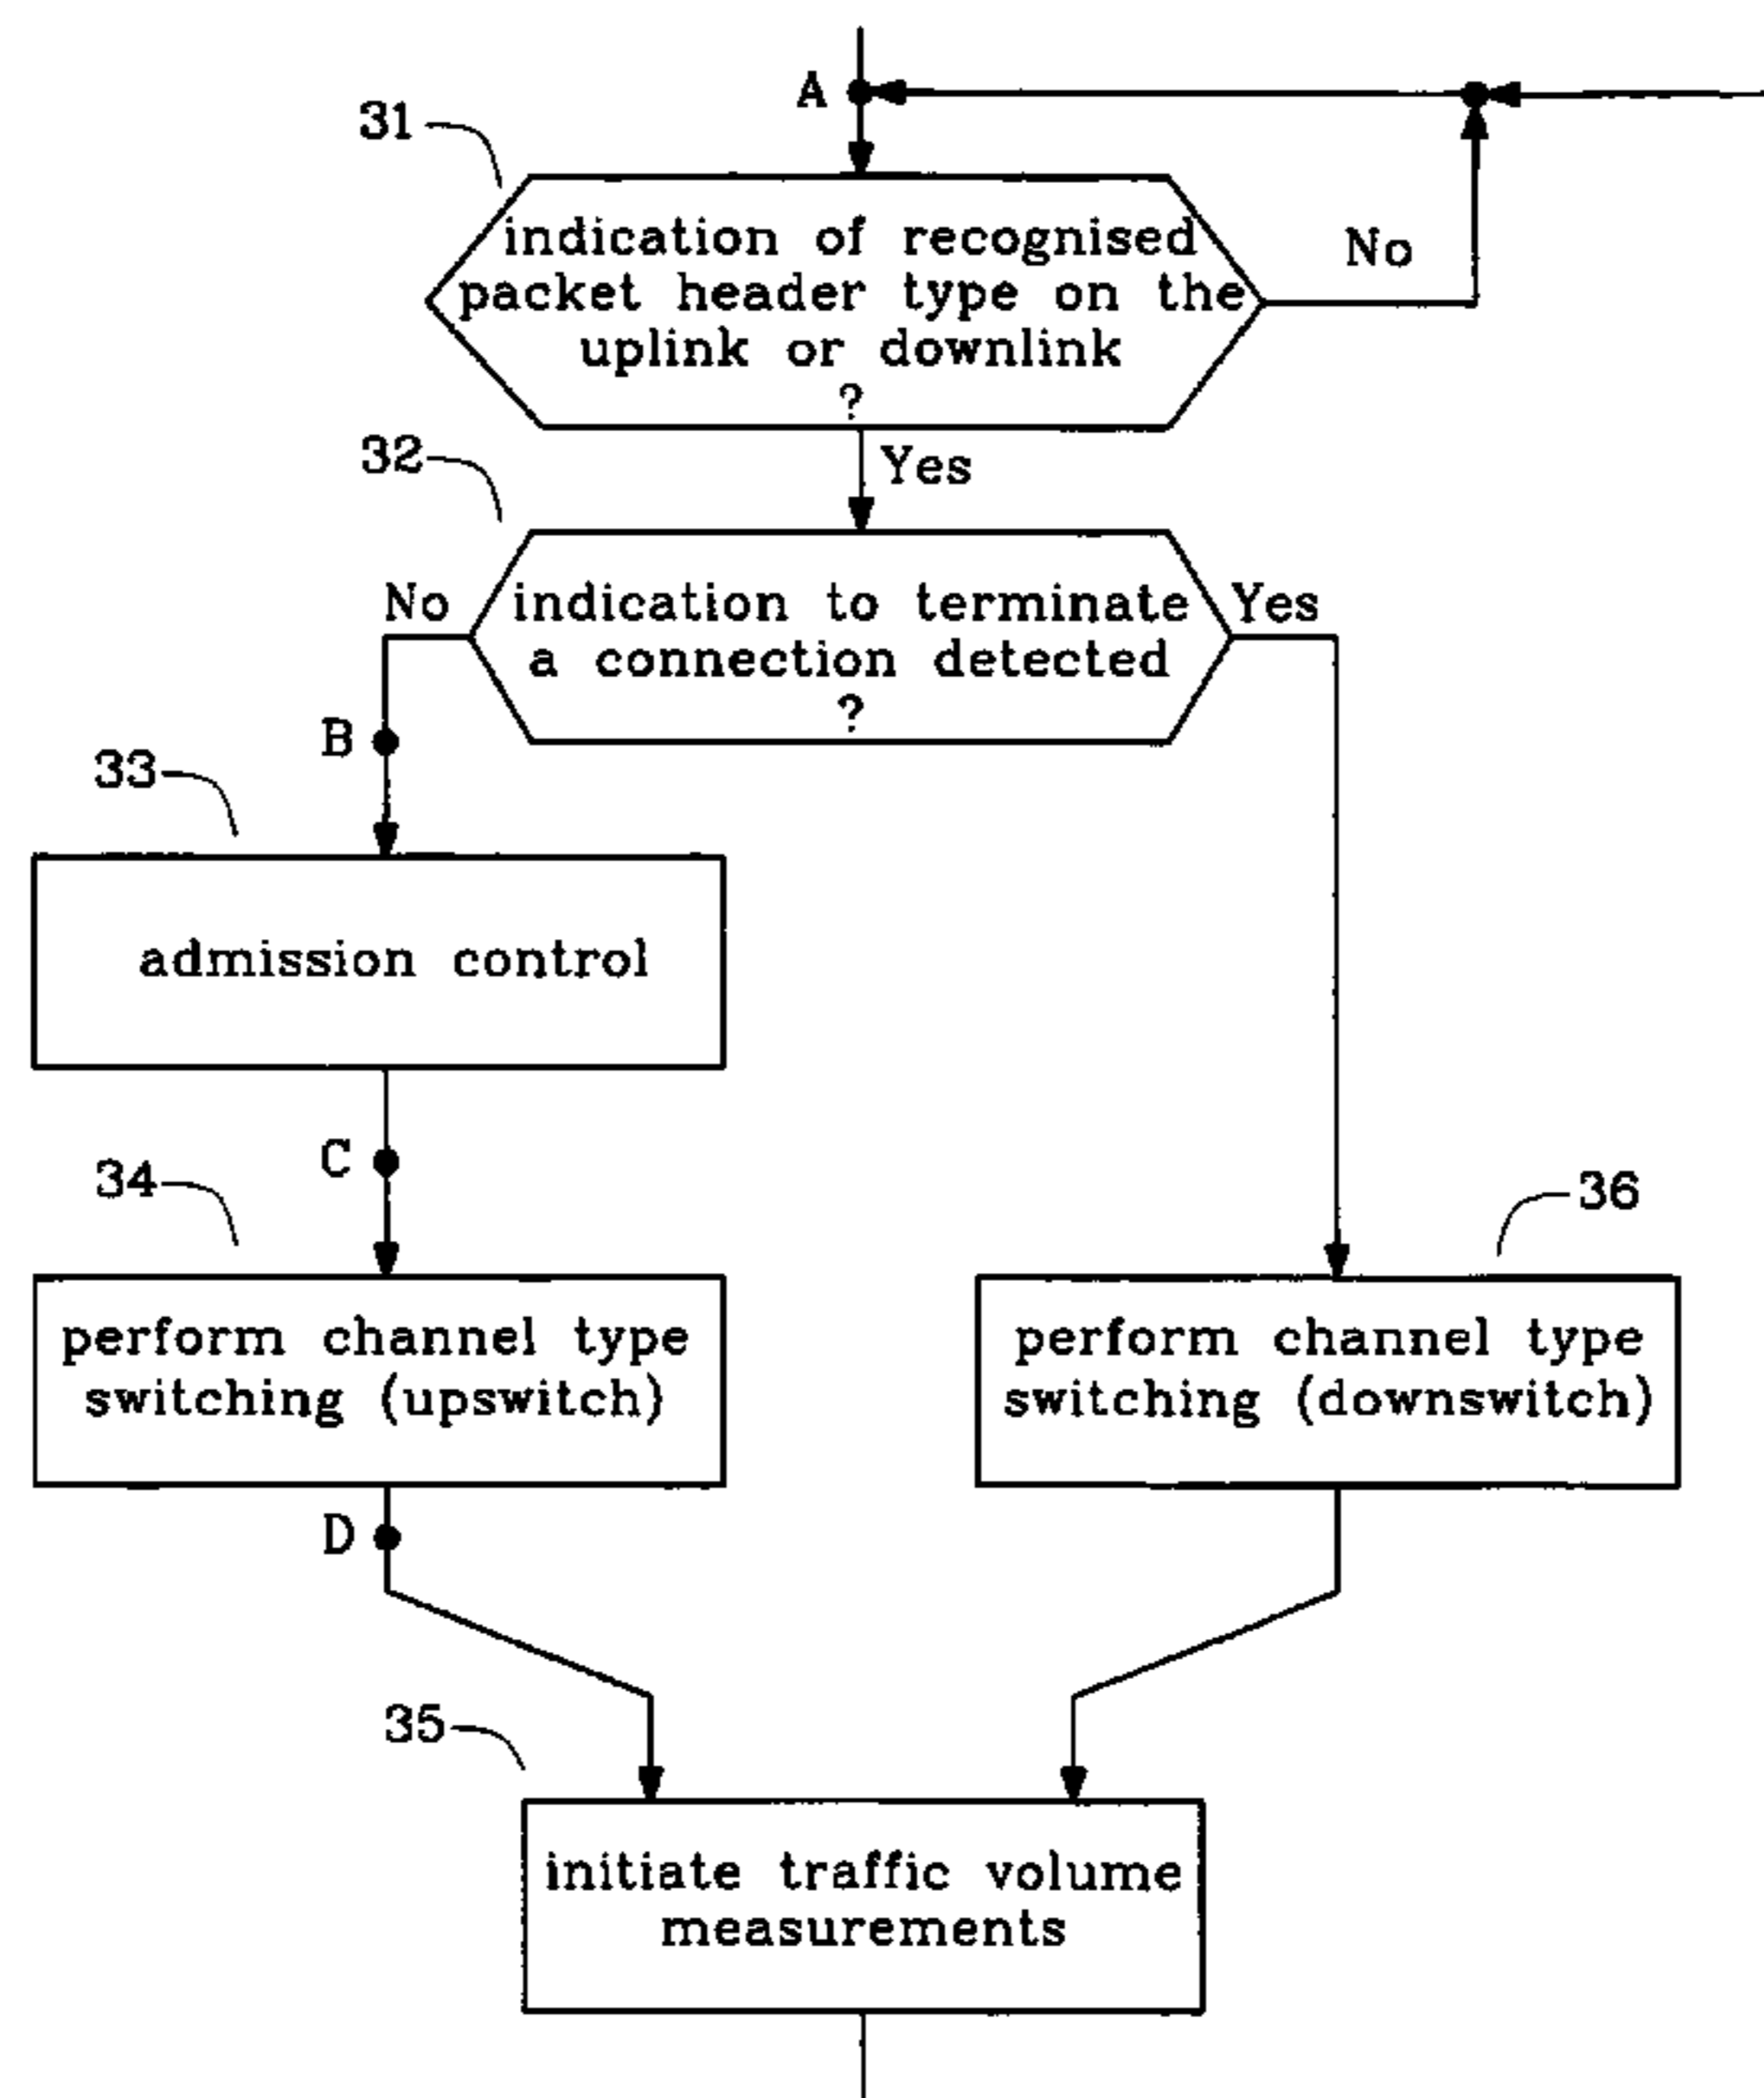 A
31
indication of recognised
packet header type on the
uplink or downlink
?
No
32
Yes
No
indication to terminate
a connection detected
?
Yes
B
33
admission control
C
34
36
perform channel type
switching (upswitch)
perform channel type
switching (downswitch)
D
35
initiate traffic volume
measurements